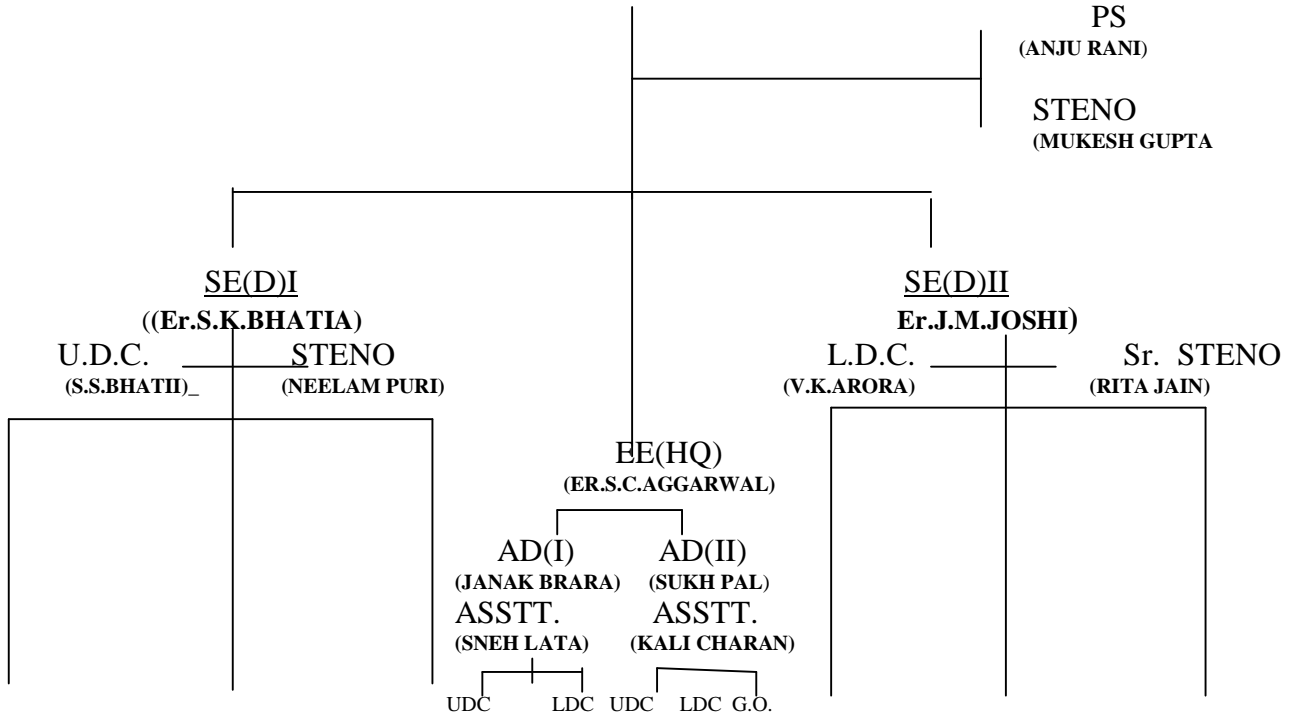 PS
(ANJU RANI)
STENO
(MUKESH GUPTA
SE(D)I
((Er.S.K.BHATIA)
U.D.C. STENO
(S.S.BHATII)_ (NEELAM PURI)
SE(D)II
Er.J.M.JOSHI)
L.D.C. Sr. STENO
(V.K.ARORA) (RITA JAIN)
EE(HQ)
(ER.S.C.AGGARWAL)
AD(I) AD(II)
(JANAK BRARA) (SUKH PAL)
ASSTT. ASSTT.
(SNEH LATA) (KALI CHARAN)
UDC LDC UDC LDC G.O.